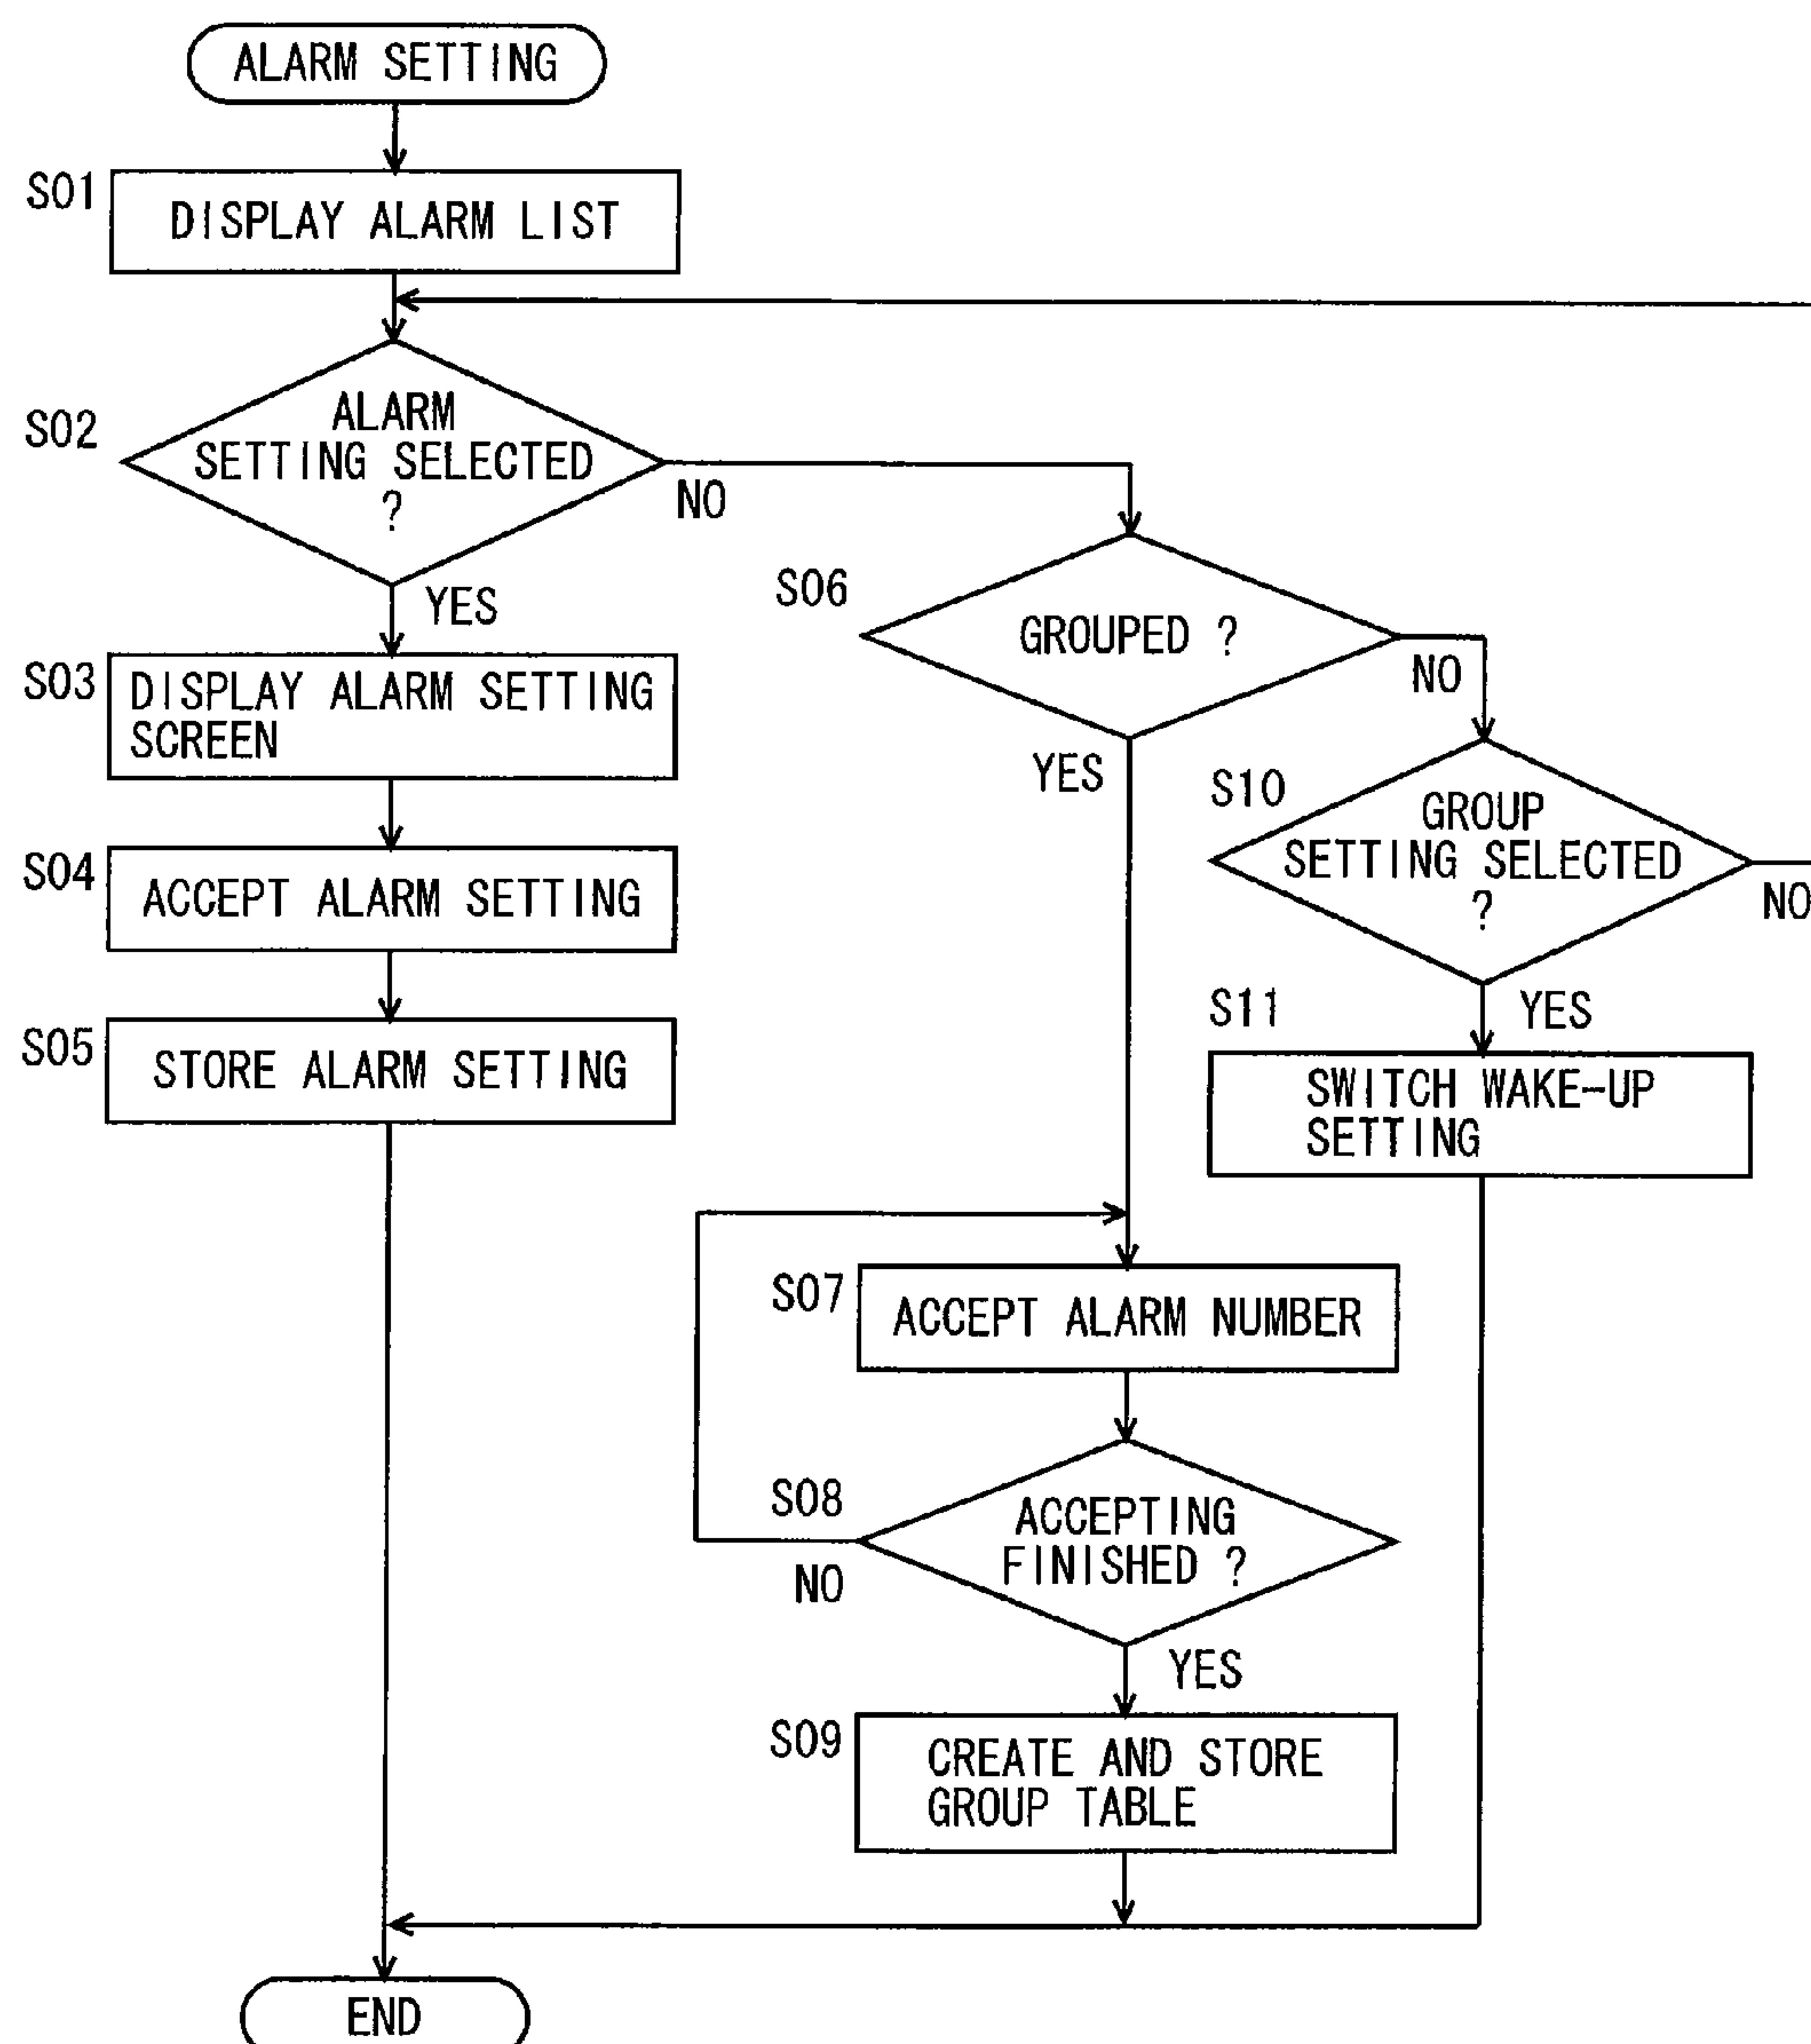 ALARM SETTING
S01
DISPLAY ALARM LIST
S02
ALARM
SETTING SELECTED
?
NO
YES
S03
DISPLAY ALARM SETTING
SCREEN
S04
ACCEPT ALARM SETTING
S05
STORE ALARM SETTING
S06
GROUPED ?
NO
YES
S10
GROUP
SETTING SELECTED
?
NO
YES
S11
SWITCH WAKE-UP
SETTING
S07
ACCEPT ALARM NUMBER
S08
ACCEPTING
FINISHED ?
NO
YES
S09
CREATE AND STORE
GROUP TABLE
END